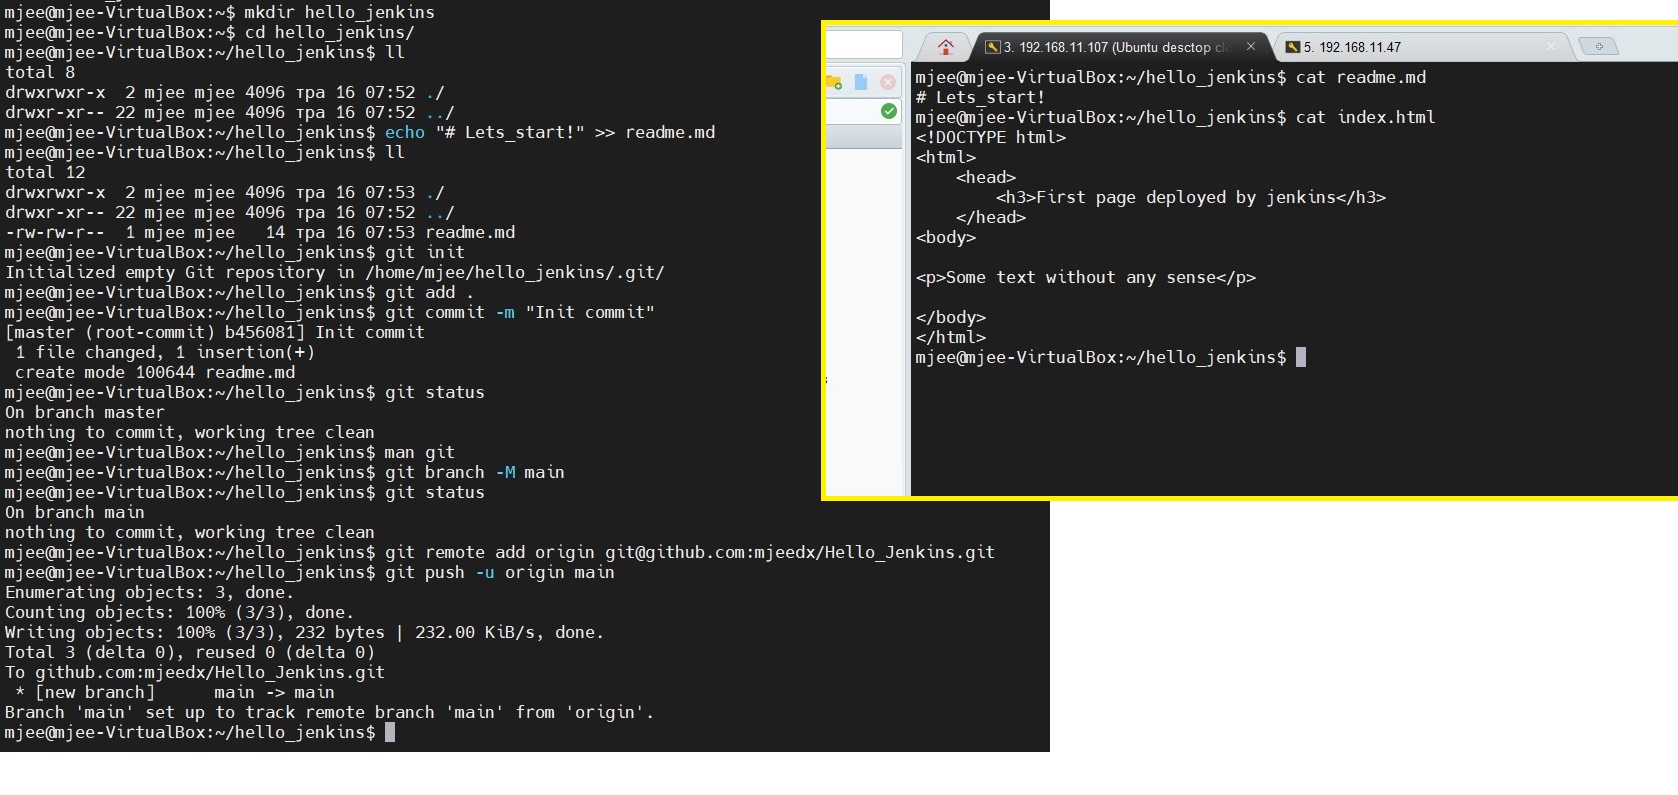 mjee@mjee-VirtualBox:~$ mkdir hello_jenkins
mjee@mjee-VirtualBox:~$ cd hello_jenkins/
mjee@mjee-VirtualBox:~/hello_jenkins$ ll
total 8
drwxrwxr-x  2 mjee mjee 4096 тра 16 07:52 ./
drwxr-xr-- 22 mjee mjee 4096 тра 16 07:52 ../
mjee@mjee-VirtualBox:~/hello_jenkins$ echo "# Lets_start!" >> readme.md
mjee@mjee-VirtualBox:~/hello_jenkins$ ll
total 12
drwxrwxr-x  2 mjee mjee 4096 тра 16 07:53 ./
drwxr-xr-- 22 mjee mjee 4096 тра 16 07:52 ../
-rw-rw-r--  1 mjee mjee   14 тра 16 07:53 readme.md
mjee@mjee-VirtualBox:~/hello_jenkins$ git init
Initialized empty Git repository in /home/mjee/hello_jenkins/.git/
mjee@mjee-VirtualBox:~/hello_jenkins$ git add .
mjee@mjee-VirtualBox:~/hello_jenkins$ git commit -m "Init commit"
[master (root-commit) b456081] Init commit
 1 file changed, 1 insertion(+)
 create mode 100644 readme.md
mjee@mjee-VirtualBox:~/hello_jenkins$ git status
On branch master
nothing to commit, working tree clean
mjee@mjee-VirtualBox:~/hello_jenkins$ man git
mjee@mjee-VirtualBox:~/hello_jenkins$ git branch -M main
mjee@mjee-VirtualBox:~/hello_jenkins$ git status
On branch main
nothing to commit, working tree clean
mjee@mjee-VirtualBox:~/hello_jenkins$ git remote add origin git@github.com:mjeedx/Hello_Jenkins.git
mjee@mjee-VirtualBox:~/hello_jenkins$ git push -u origin main
Enumerating objects: 3, done.
Counting objects: 100% (3/3), done.
Writing objects: 100% (3/3), 232 bytes | 232.00 KiB/s, done.
Total 3 (delta 0), reused 0 (delta 0)
To github.com:mjeedx/Hello_Jenkins.git
 * [new branch]      main -> main
Branch 'main' set up to track remote branch 'main' from 'origin'.
mjee@mjee-VirtualBox:~/hello_jenkins$
3. 192.168.11.107 (Ubuntu desctop
5. 192.168.11.47
mjee@mjee-VirtualBox:~/hello_jenkins$ cat readme.md
# Lets_start!
mjee@mjee-VirtualBox:~/hello_jenkins$ cat index.html
<!DOCTYPE html>
<html>
    <head>
        <h3>First page deployed by jenkins</h3>
    </head>
<body>
<p>Some text without any sense</p>
</body>
</html>
mjee@mjee-VirtualBox:~/hello_jenkins$